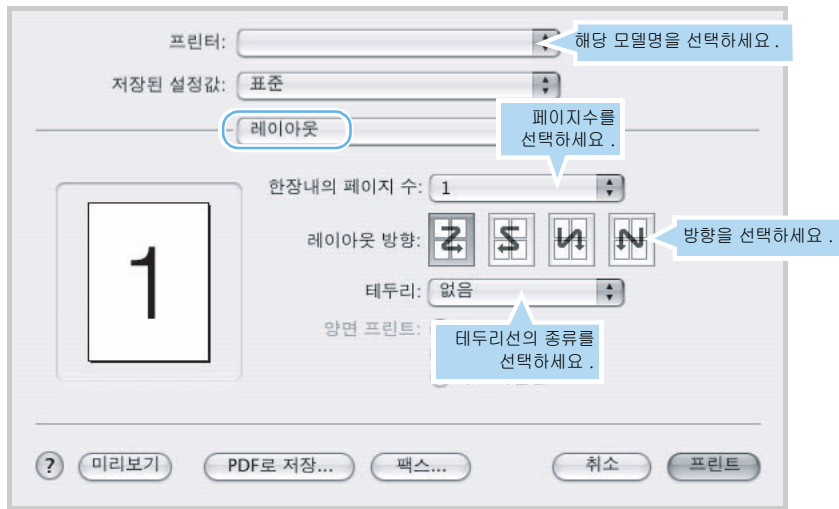 프린터:
해당 모델명을 선택하세요 .
저장된 설정값: 표준
레이아웃
페이지수를
선택하세요 .
한장내의 페이지 수: 1
레이아웃 방향:
방향을 선택하세요 .
1
테두리: 없음
양면 프린트:
테두리선의 종류를
선택하세요 .
? 미리보기 PDF로 저장... 팩스... 취소 프린트